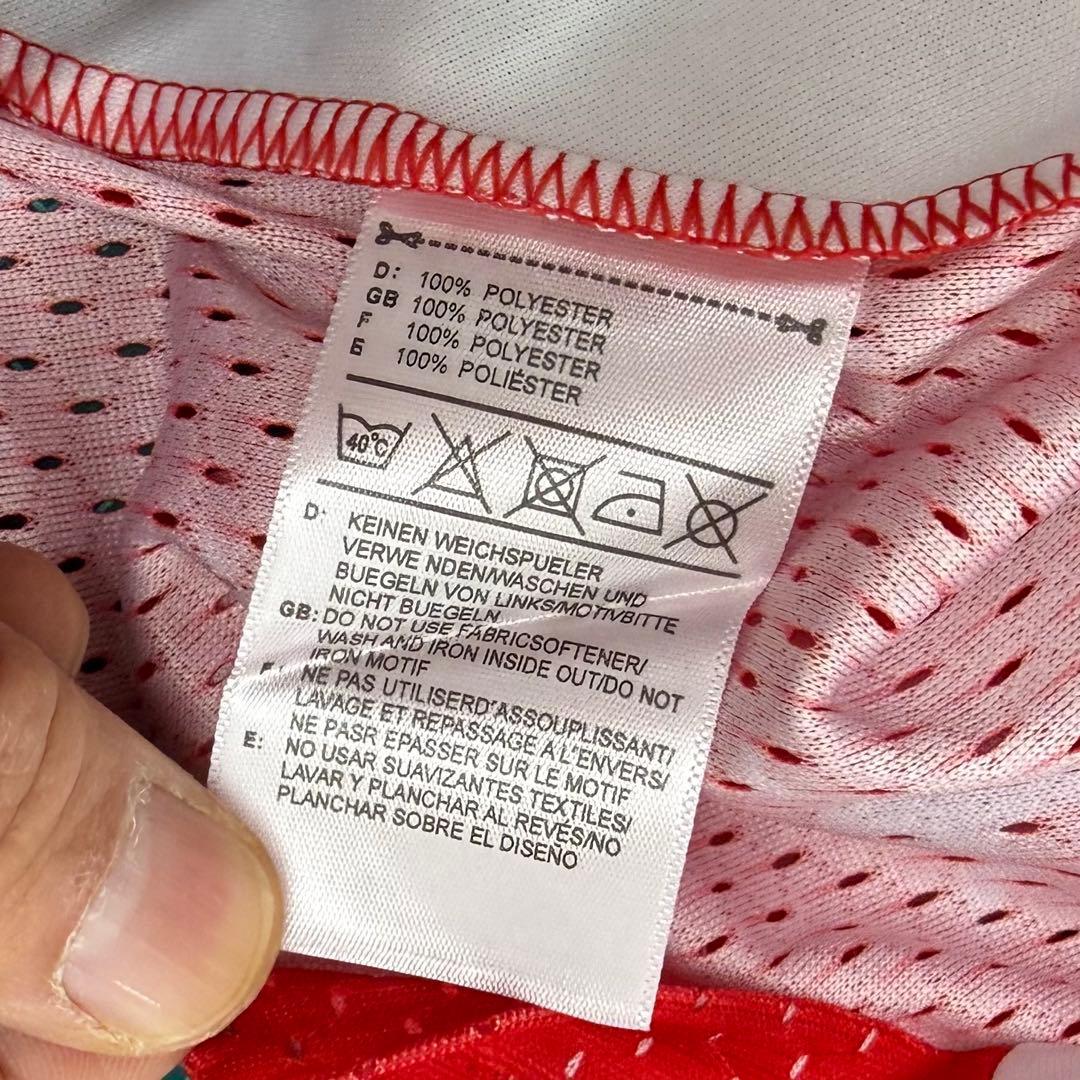 D: 100% POLYESTER
GB 100% POLYESTER
F 100% POLYESTER
E 100% POLIÉSTER
40°C
D: KEINEN WEICHSPUELER
VERWE NDEN/WASCHEN UND
BUEGELN VON LINKS/MOTIVBITTE
NICHT BUEGELN
GB: DO NOT USE FABRICSOFTENER/
WASH AND IRON INSIDE OUT/DO NOT
IRON MOTIF
F: NE PAS UTILISERD'ASSOUPLISSANT/
LAVAGE ET REPASSAGE A L'ENVERS/
NE PASR EPASSER SUR LE MOTIF
E: NO USAR SUAVIZANTES TEXTILES/
LAVAR Y PLANCHAR AL REVÉS/NO
PLANCHAR SOBRE EL DISEÑO